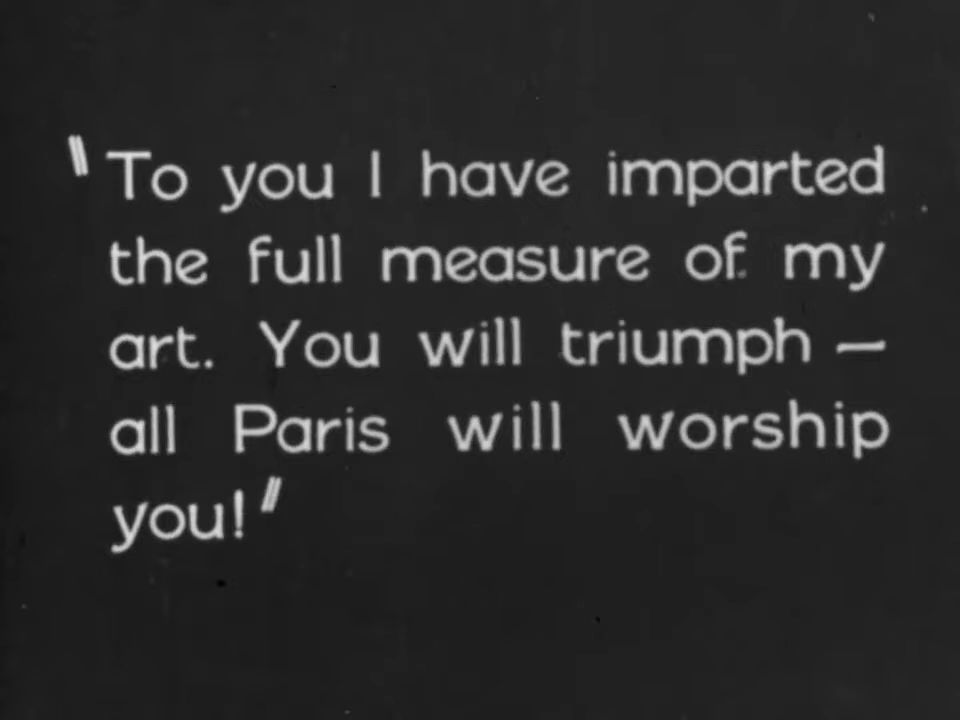 "To you I have imparted
the full measure of my
art. You will triumph —
all Paris will worship
you!"